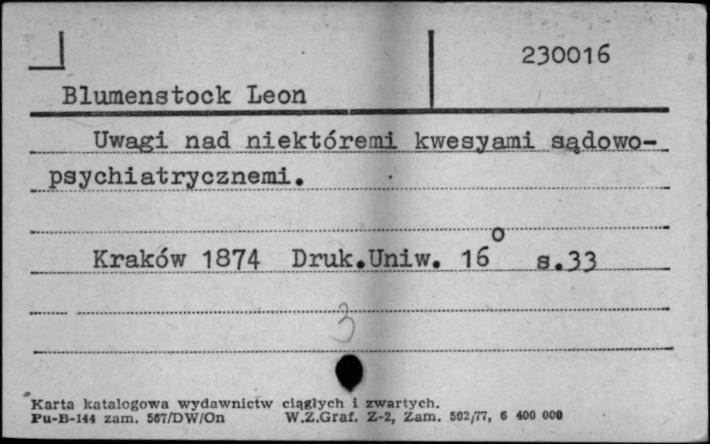 230016
Blumenstock Leon
Uwagi nad niektóremi kwesyami sądowo-
psychiatrycznemi.
Kraków 1874 Druk.Uniw. 16° s.33
3
Karta katalogowa wydawnictw ciągłych i zwartych.
Pu-B-144 zam. 567/DW/On W.Z.Graf. Z-2, Zam. 502/77, 6 400 000